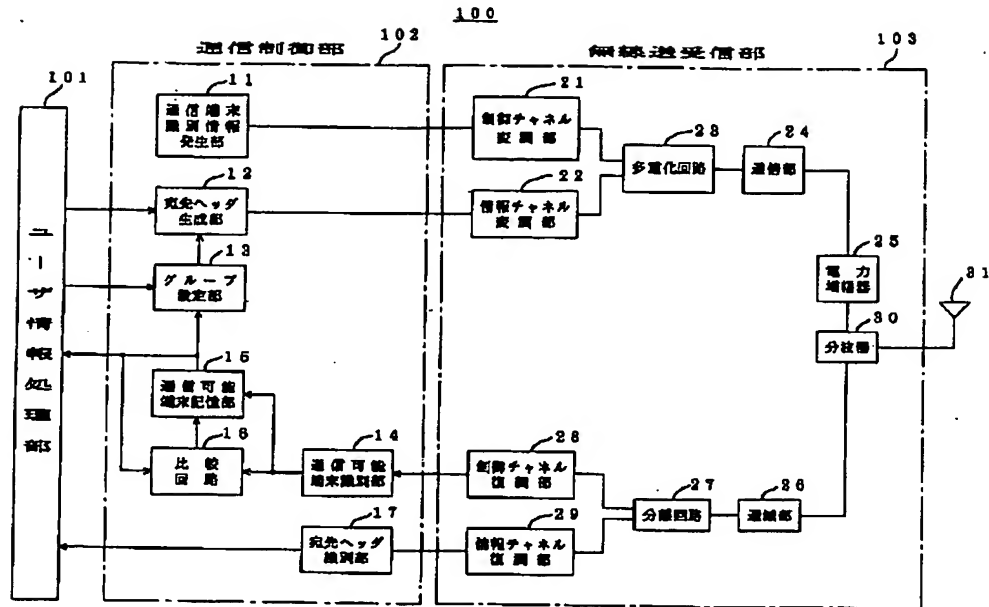 100
通信制御部
102
無線送受信部
103
101
ユーザ情報処理部
11
通信端末
識別情報
発生部
12
宛先ヘッダ
生成部
13
グループ
設定部
15
通信可能
端末記憶部
16
比較
回路
14
通信可能
端末識別部
17
宛先ヘッダ
識別部
21
制御チャネル
変調部
22
情報チャネル
変調部
23
多重化回路
24
25
電力
増幅器
30
分波器
31
28
制御チャネル
復調部
29
情報チャネル
復調部
27
分離回路
26